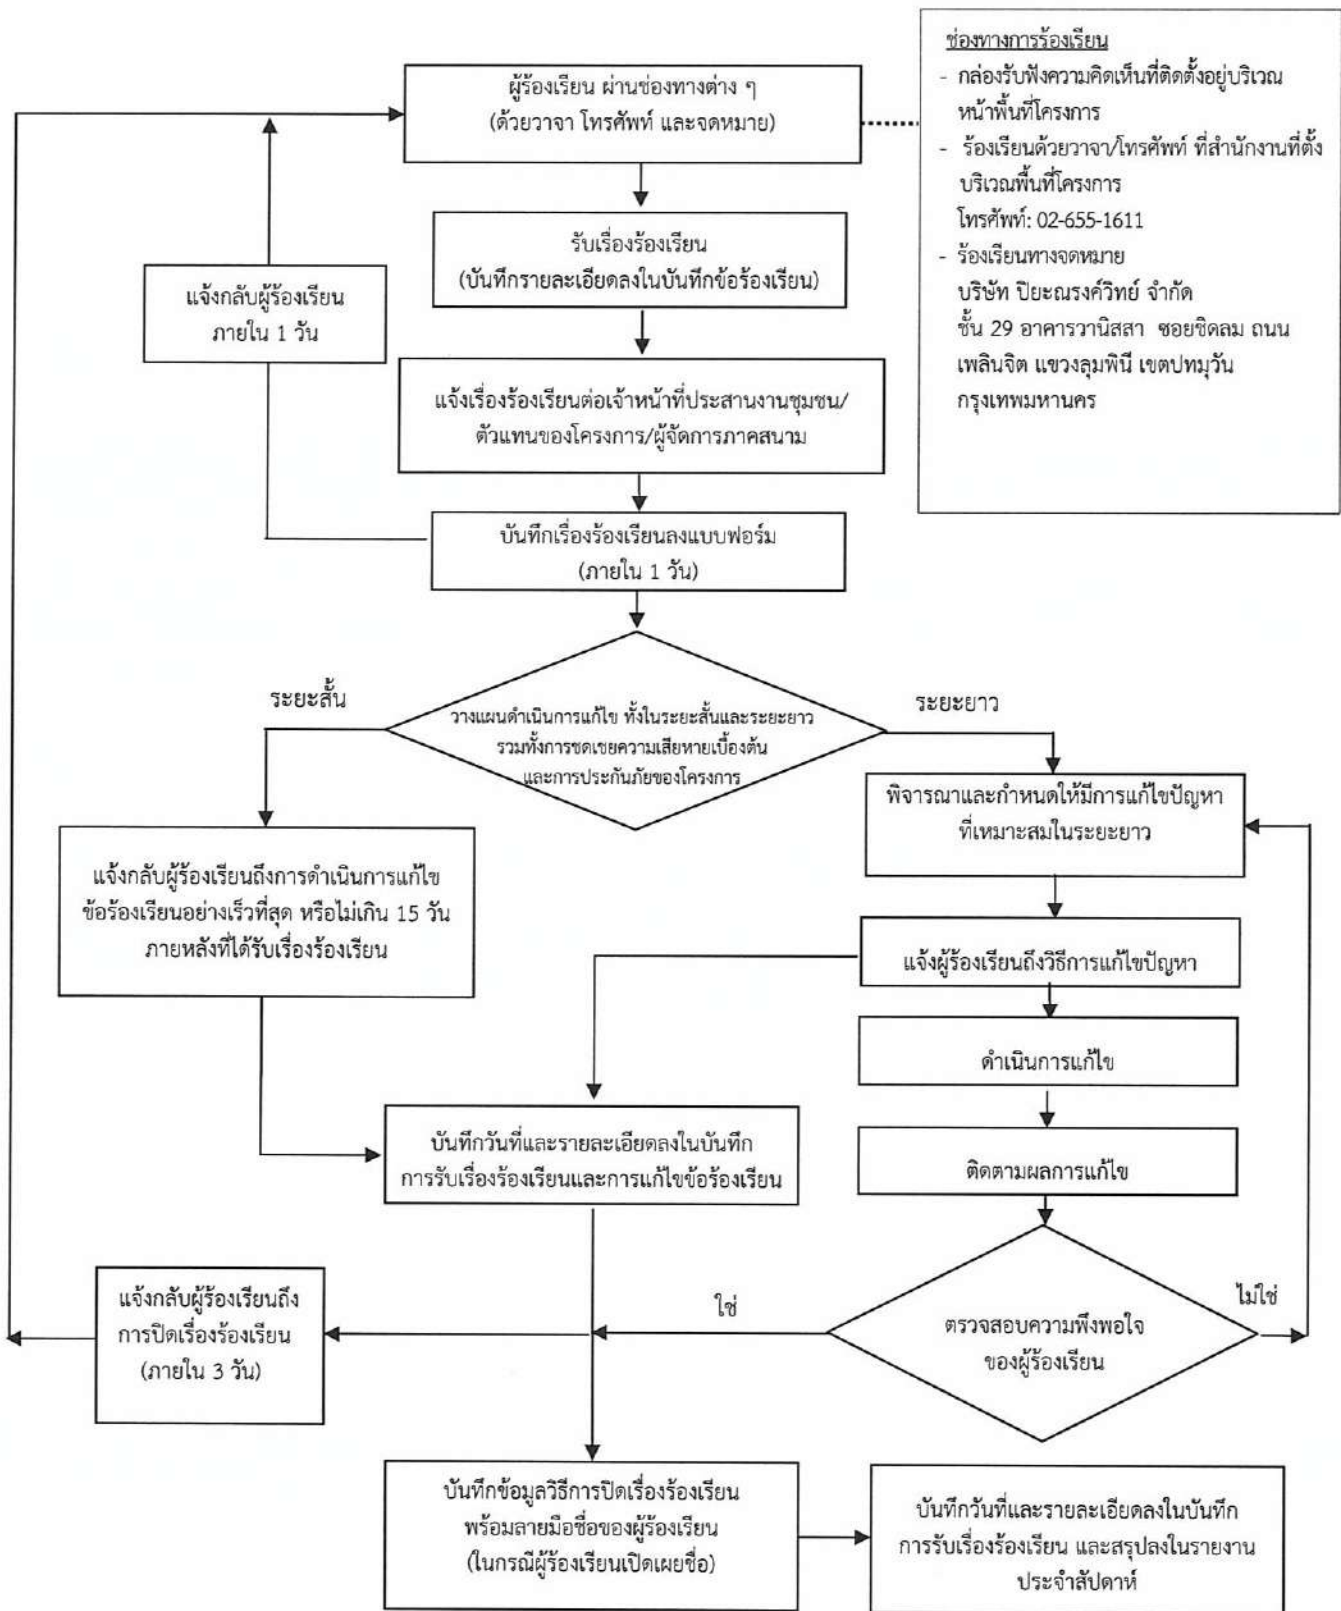 ช่องทางการร้องเรียน
- กล่องรับฟังความคิดเห็นที่ติดตั้งอยู่บริเวณ
หน้าพื้นที่โครงการ
- ร้องเรียนด้วยวาจา/โทรศัพท์ ที่สำนักงานที่ตั้ง
บริเวณพื้นที่โครงการ
โทรศัพท์: 02-655-1611
- ร้องเรียนทางจดหมาย
บริษัท ปิยะณรงค์วิทย์ จำกัด
ชั้น 29 อาคารวานิสสา ซอยชิดลม ถนน
เพลินจิต แขวงลุมพินี เขตปทมุวัน
กรุงเทพมหานคร
ผู้ร้องเรียน ผ่านช่องทางต่าง ๆ
(ด้วยวาจา โทรศัพท์ และจดหมาย)
รับเรื่องร้องเรียน
(บันทึกรายละเอียดลงในบันทึกข้อร้องเรียน)
แจ้งกลับผู้ร้องเรียน
ภายใน 1 วัน
แจ้งเรื่องร้องเรียนต่อเจ้าหน้าที่ประสานงานชุมชน/
ตัวแทนของโครงการ/ผู้จัดการภาคสนาม
บันทึกเรื่องร้องเรียนลงแบบฟอร์ม
(ภายใน 1 วัน)
ระยะสั้น
ระยะยาว
วางแผนดำเนินการแก้ไข ทั้งในระยะสั้นและระยะยาว
รวมทั้งการชดเชยความเสียหายเบื้องต้น
และการประกันภัยของโครงการ
พิจารณาและกำหนดให้มีการแก้ไขปัญหา
ที่เหมาะสมในระยะยาว
แจ้งกลับผู้ร้องเรียนถึงการดำเนินการแก้ไข
ข้อร้องเรียนอย่างเร็วที่สุด หรือไม่เกิน 15 วัน
ภายหลังที่ได้รับเรื่องร้องเรียน
แจ้งผู้ร้องเรียนถึงวิธีการแก้ไขปัญหา
ดำเนินการแก้ไข
บันทึกวันที่และรายละเอียดลงในบันทึก
การรับเรื่องร้องเรียนและการแก้ไขข้อร้องเรียน
ติดตามผลการแก้ไข
แจ้งกลับผู้ร้องเรียนถึง
การปิดเรื่องร้องเรียน
(ภายใน 3 วัน)
ใช่
ไม่ใช่
ตรวจสอบความพึงพอใจ
ของผู้ร้องเรียน
บันทึกข้อมูลวิธีการปิดเรื่องร้องเรียน
พร้อมลายมือชื่อของผู้ร้องเรียน
(ในกรณีผู้ร้องเรียนเปิดเผยชื่อ)
บันทึกวันที่และรายละเอียดลงในบันทึก
การรับเรื่องร้องเรียน และสรุปลงในรายงาน
ประจำสัปดาห์